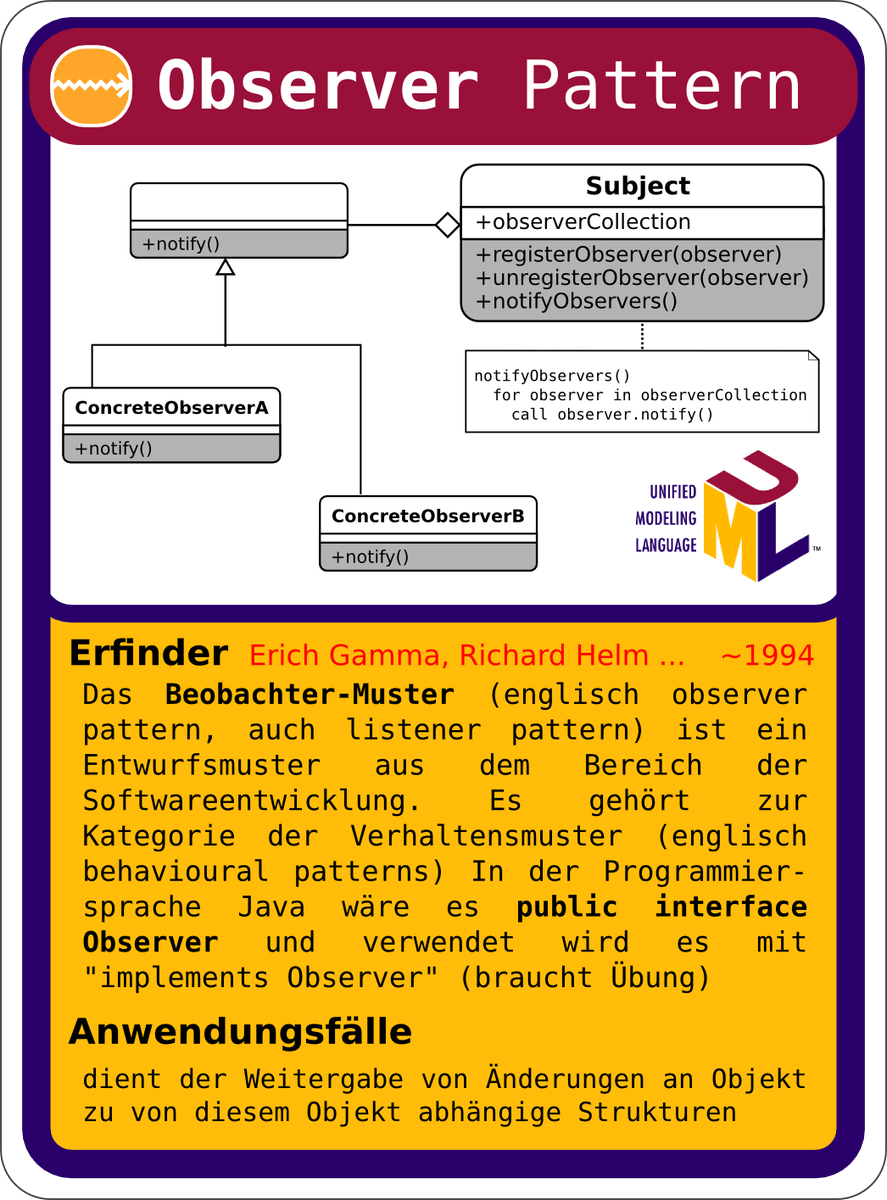 Observer Pattern
+notify()
Subject
+observerCollection
+registerObserver(observer)
+unregisterObserver(observer)
+notifyObservers()
notifyObservers()
for observer in observerCollection
call observer.notify()
ConcreteObserverA
+notify()
ConcreteObserverB
+notify()
UNIFIED
MODELING
LANGUAGE
UML
TM
Erfinder Erich Gamma, Richard Helm ... ~1994
Das Beobachter-Muster (englisch observer
pattern, auch listener pattern) ist ein
Entwurfsmuster aus dem Bereich der
Softwareentwicklung. Es gehört zur
Kategorie der Verhaltensmuster (englisch
behavioural patterns) In der Programmier-
sprache Java wäre es public interface
Observer und verwendet wird es mit
"implements Observer" (braucht Übung)
Anwendungsfälle
dient der Weitergabe von Änderungen an Objekt
zu von diesem Objekt abhängige Strukturen